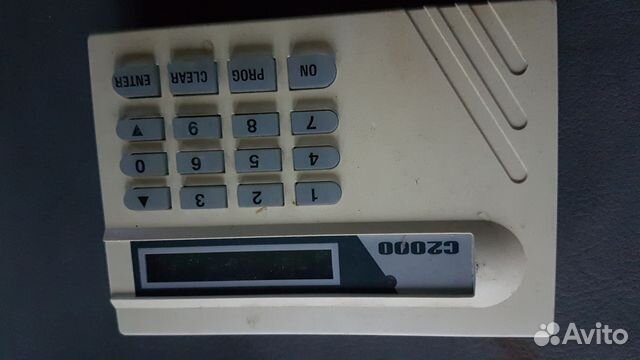 C2000
1 2 3
4 5 6 0
7 8 9
ON PROG CLEAR ENTER
Avito